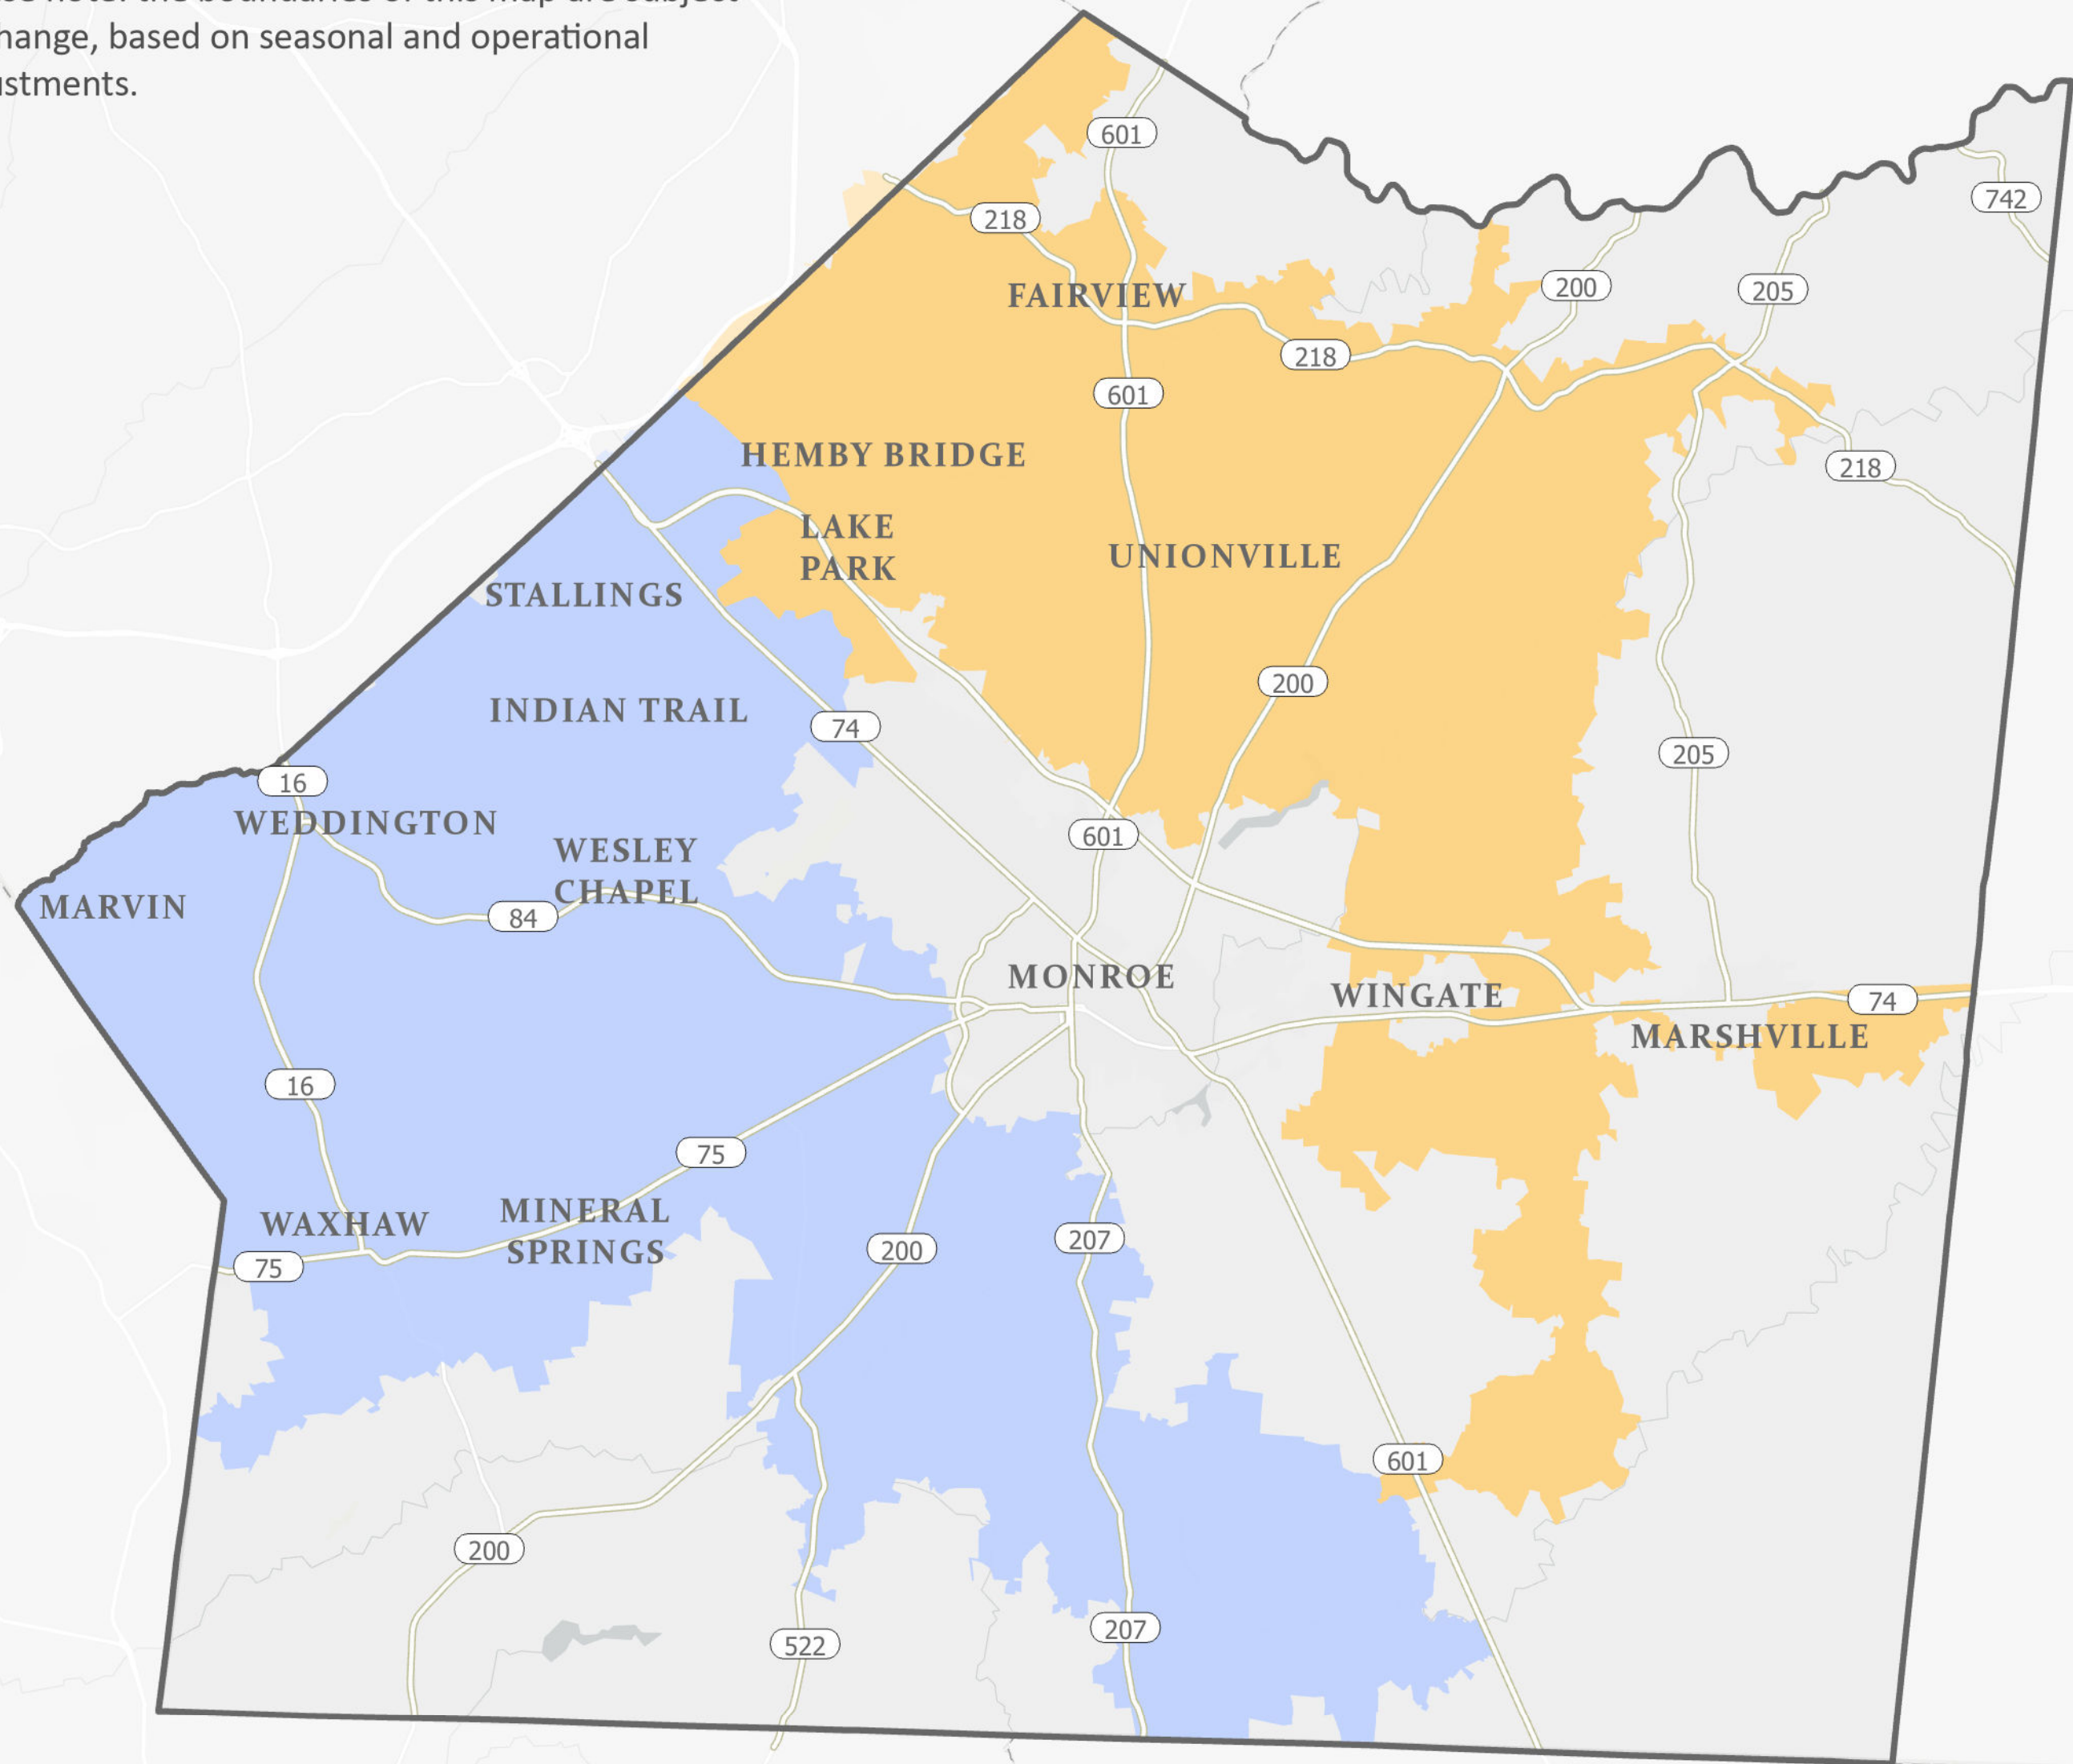 change, based on seasonal and operational
601
742
218
200
205
FAIRVIEW
218
601
HEMBY BRIDGE
218
LAKE
PARK
UNIONVILLE
STALLINGS
200
INDIAN TRAIL
74
205
16
WEDDINGTON
601
WESLEY
CHAPEL
MARVIN
84
MONROE
WINGATE
74
MARSHVILLE
16
75
MINERAL
SPRINGS
WAXHAW
207
200
75
601
200
207
522